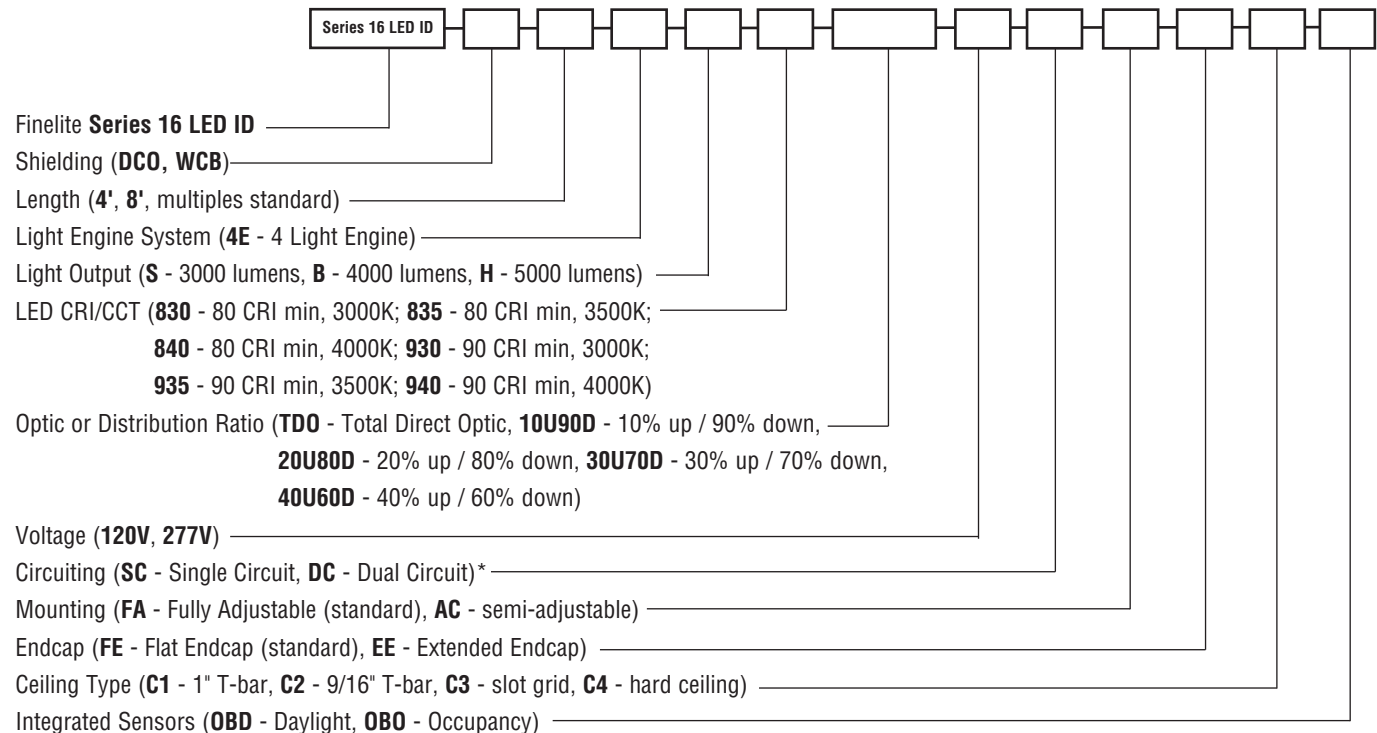 Series 16 LED ID
Finelite Series 16 LED ID
Shielding (DCO, WCB)
Length (4', 8', multiples standard)
Light Engine System (4E - 4 Light Engine)
Light Output (S - 3000 lumens, B - 4000 lumens, H - 5000 lumens)
LED CRI/CCT (830 - 80 CRI min, 3000K; 835 - 80 CRI min, 3500K;
840 - 80 CRI min, 4000K; 930 - 90 CRI min, 3000K;
935 - 90 CRI min, 3500K; 940 - 90 CRI min, 4000K)
Optic or Distribution Ratio (TDO - Total Direct Optic, 10U90D - 10% up / 90% down,
20U80D - 20% up / 80% down, 30U70D - 30% up / 70% down,
40U60D - 40% up / 60% down)
Voltage (120V, 277V)
Circuiting (SC - Single Circuit, DC - Dual Circuit)*
Mounting (FA - Fully Adjustable (standard), AC - semi-adjustable)
Endcap (FE - Flat Endcap (standard), EE - Extended Endcap)
Ceiling Type (C1 - 1" T-bar, C2 - 9/16" T-bar, C3 - slot grid, C4 - hard ceiling)
Integrated Sensors (OBD - Daylight, OBO - Occupancy)